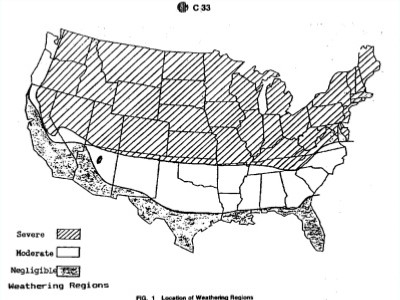 C 33
Severe
Moderate
Negligible
Weathering Regions
FIG. 1 Location of Weathering Regions